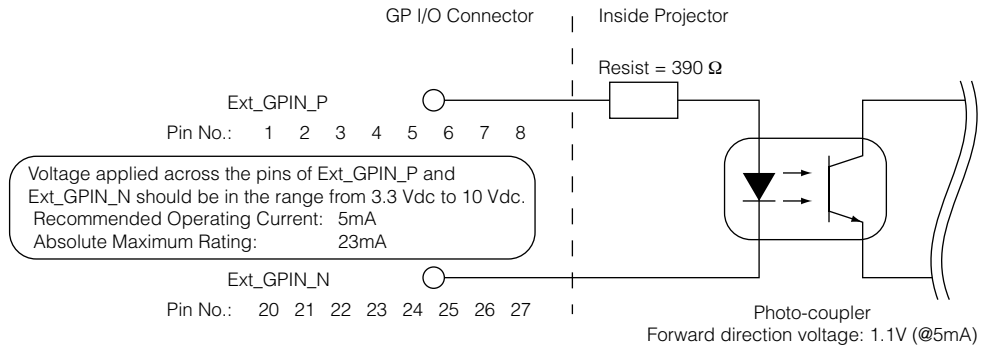 GP I/O Connector
Inside Projector
Resist = 390 Ω
Ext_GPIN_P
Pin No.: 1 2 3 4 5 6 7 8
Voltage applied across the pins of Ext_GPIN_P and
Ext_GPIN_N should be in the range from 3.3 Vdc to 10 Vdc.
Recommended Operating Current: 5mA
Absolute Maximum Rating: 23mA
Ext_GPIN_N
Pin No.: 20 21 22 23 24 25 26 27
Photo-coupler
Forward direction voltage: 1.1V (@5mA)